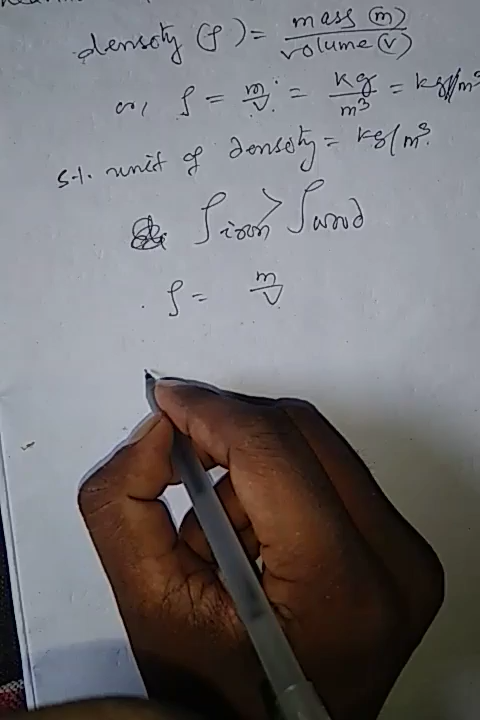 density (ρ) = mass (m) / volume (v)
or, ρ = m/V = kg/m³ = kg/m³
S.I. unit of density = kg/m³.
ρ iron > ρ wood
ρ = m/V